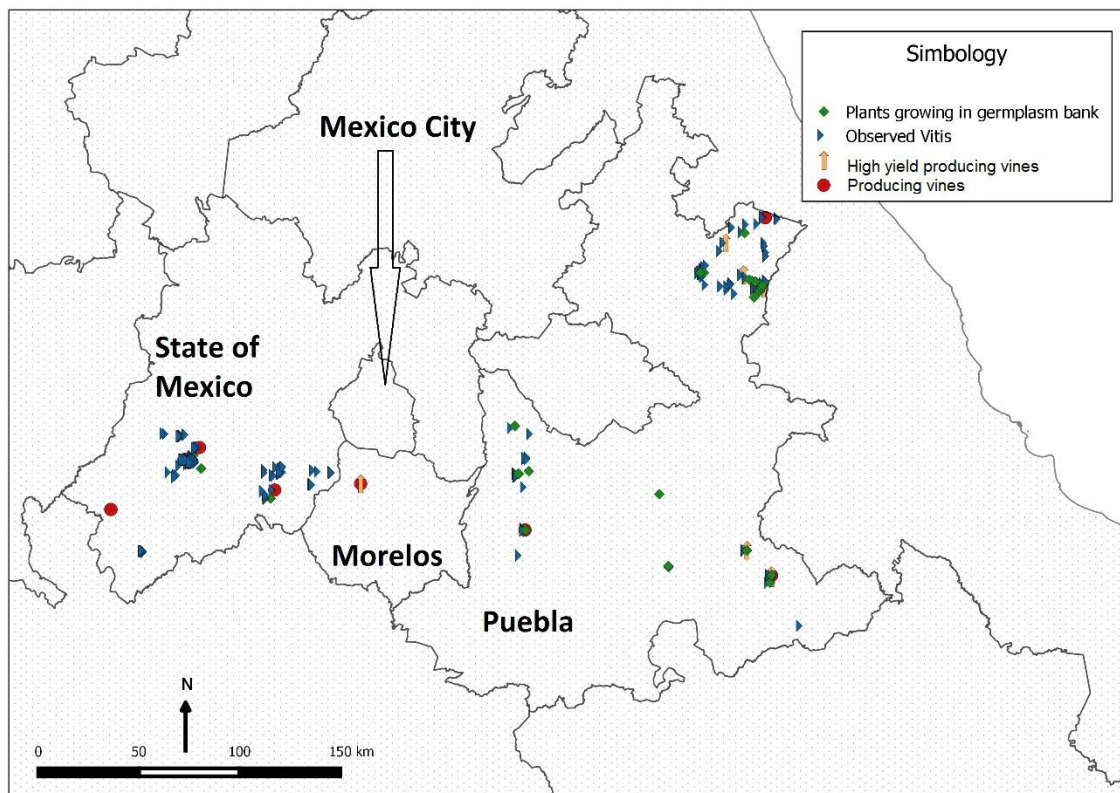 Simbology
Plants growing in germplasm bank
Observed Vitis
High yield producing vines
Producing vines
Mexico City
State of
Mexico
Morelos
Puebla
N
0 50 100 150 km